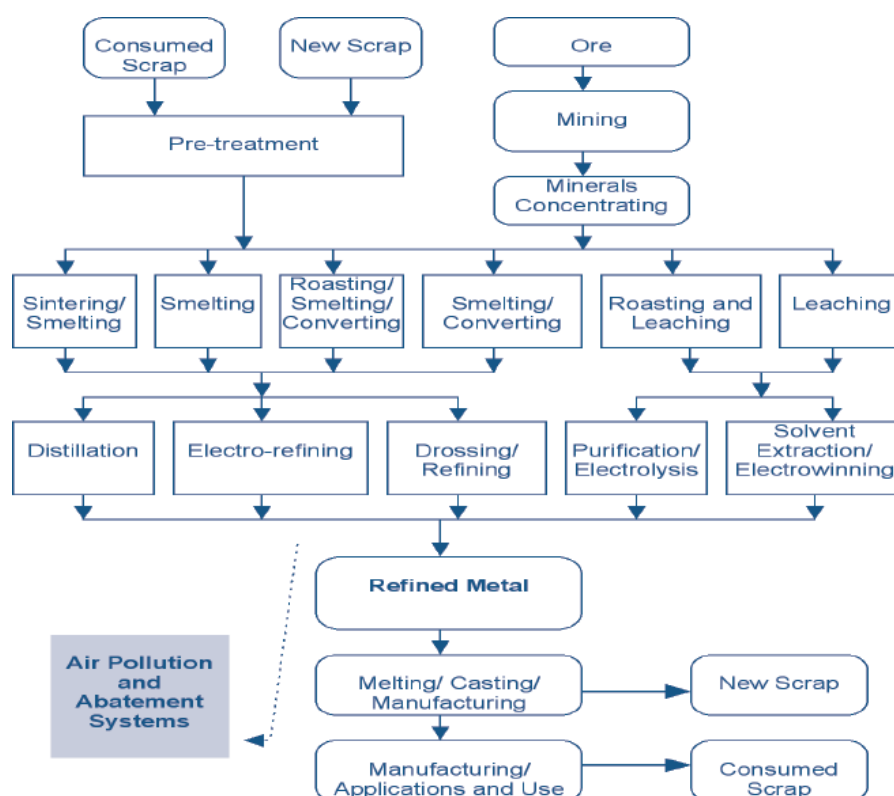 Consumed
Scrap
New Scrap
Ore
Mining
Pre-treatment
Minerals
Concentrating
Sintering/
Smelting
Smelting
Roasting/
Smelting/
Converting
Smelting/
Converting
Roasting and
Leaching
Leaching
Distillation
Electro-refining
Drossing/
Refining
Purification/
Electrolysis
Solvent
Extraction/
Electrowinning
Refined Metal
Air Pollution
and
Abatement
Systems
Melting/ Casting/
Manufacturing
New Scrap
Manufacturing/
Applications and Use
Consumed
Scrap